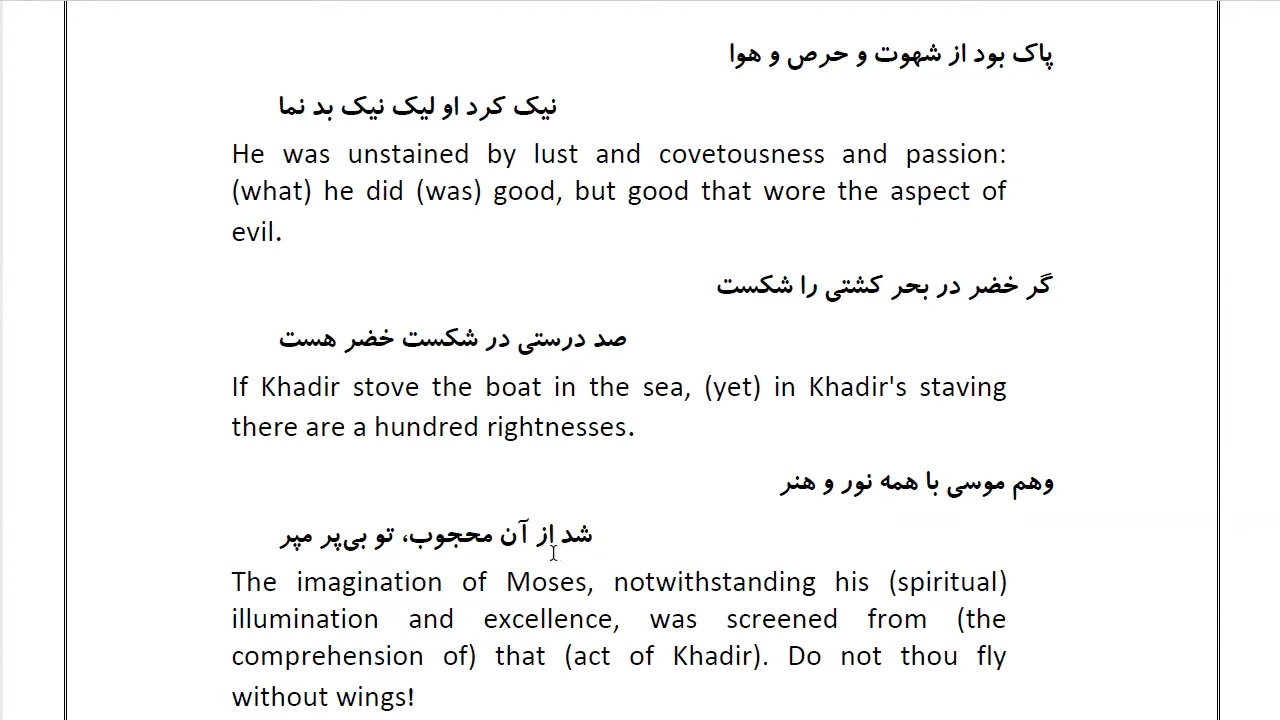 پاک بود از شهوت و حرص و هوا
نیک کرد او لیک نیک بد نما
He was unstained by lust and covetousness and passion:
(what) he did (was) good, but good that wore the aspect of
evil.
گر خضر در بحر کشتی را شکست
صد درستی در شکست خضر هست
If Khadir stove the boat in the sea, (yet) in Khadir's staving
there are a hundred rightnesses.
وهم موسی با همه نور و هنر
شد از آن محجوب، تو بی‌پر مپر
The imagination of Moses, notwithstanding his (spiritual)
illumination and excellence, was screened from (the
comprehension of) that (act of Khadir). Do not thou fly
without wings!